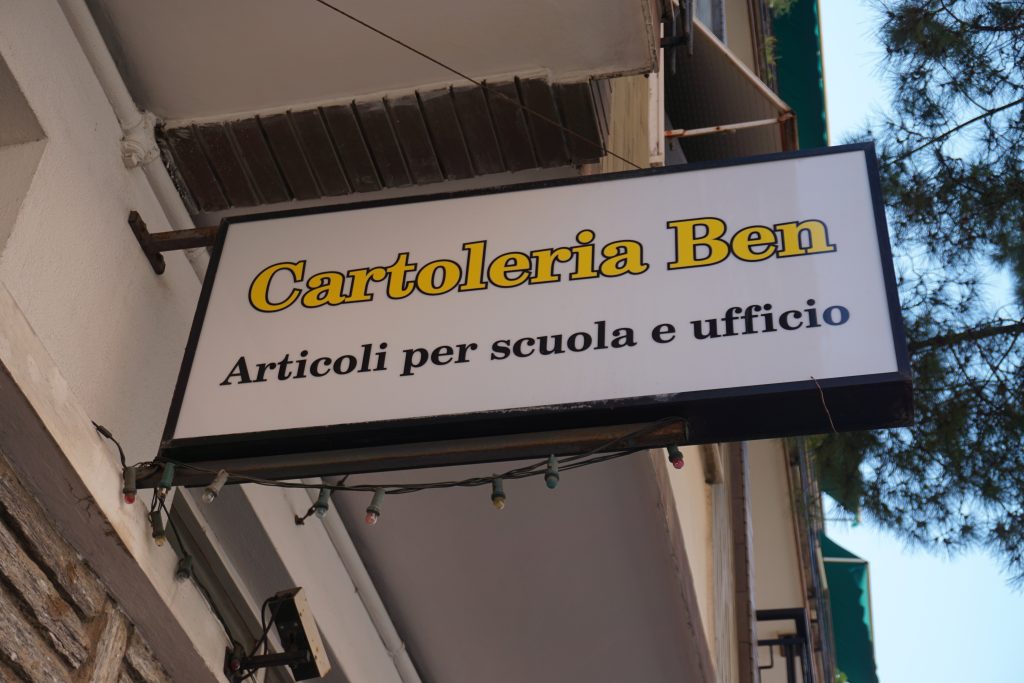 Cartoleria Ben
Articoli per scuola e ufficio